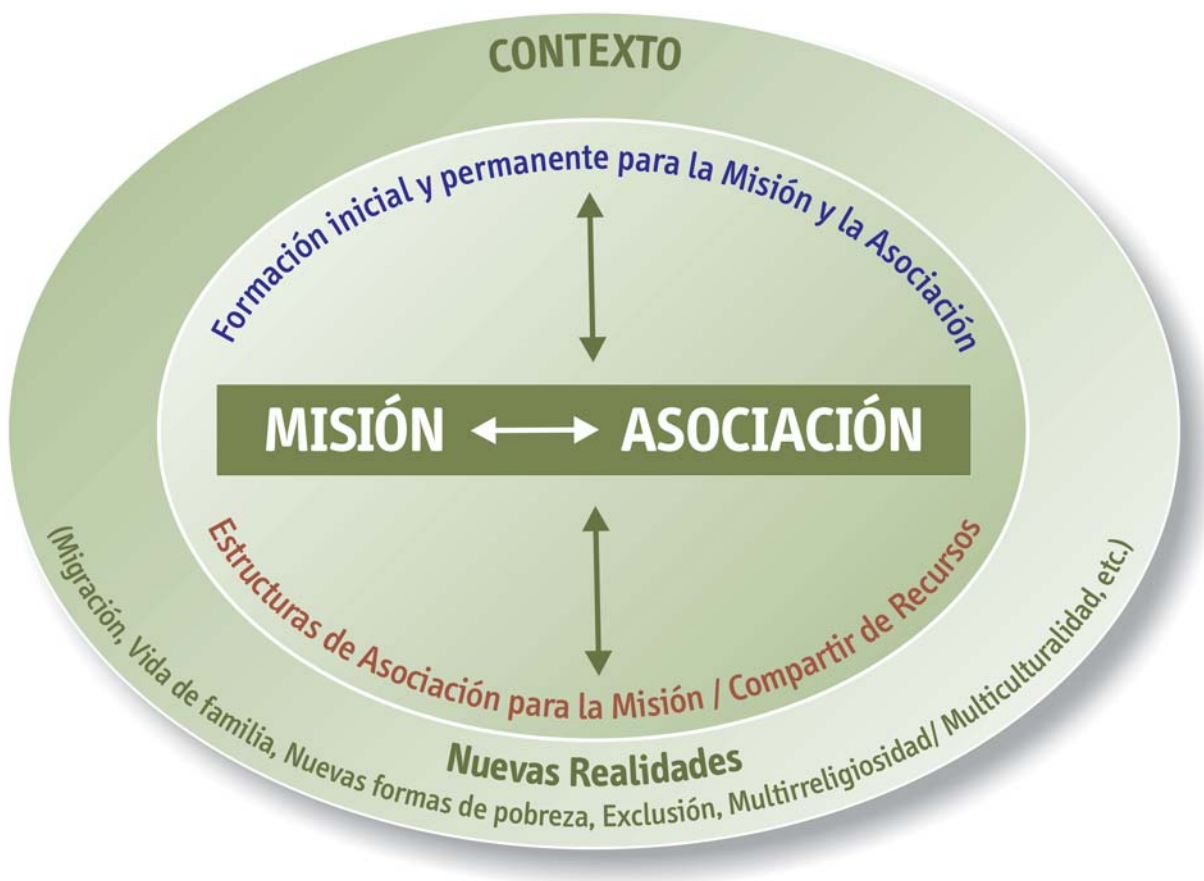 CONTEXTO
Formación inicial y permanente para la Misión y la Asociación
MISIÓN ASOCIACIÓN
Estructuras de Asociación para la Misión / Compartir de Recursos
Nuevas Realidades
(Migración, Vida de familia, Nuevas formas de pobreza, Exclusión, Multirreligiosidad/ Multiculturalidad, etc.)